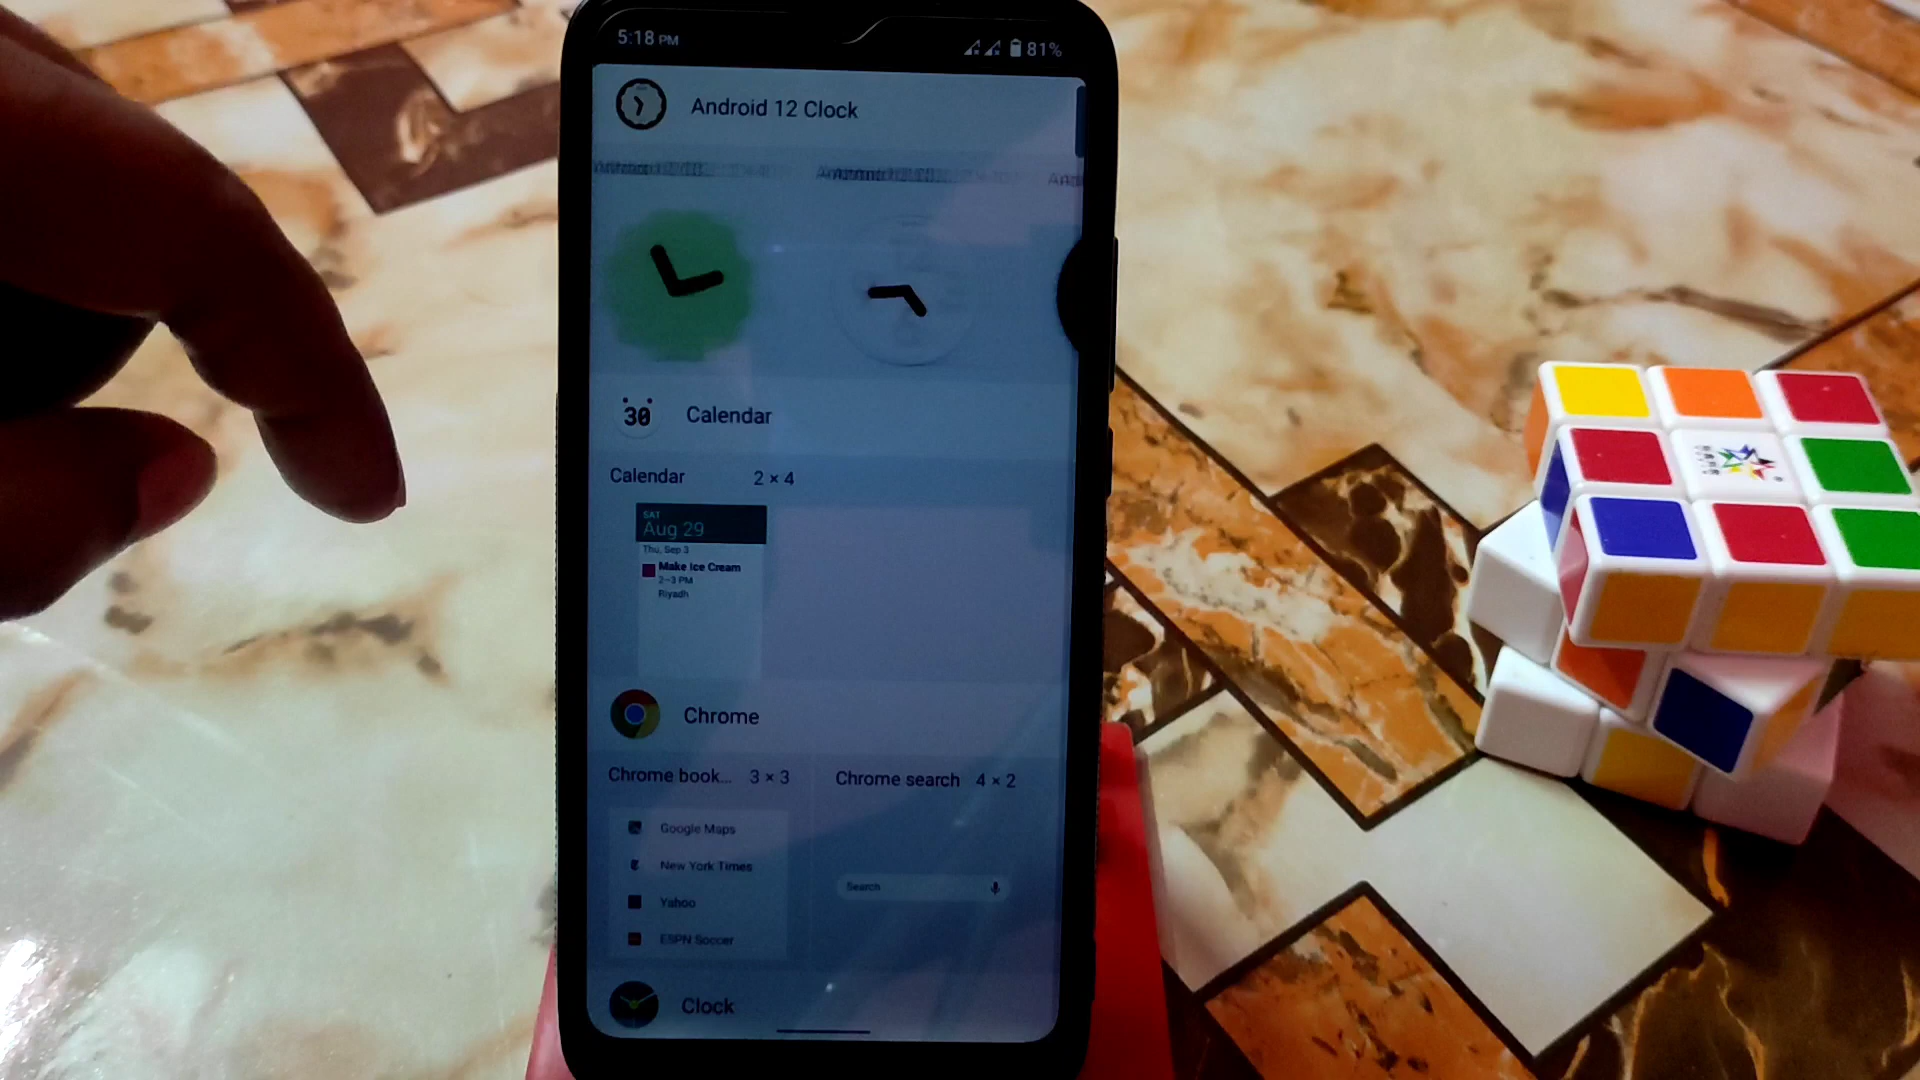 5:18 PM
81%
Android 12 Clock
30
Calendar
Calendar 2 × 4
SAT
Aug 29
Thu, Sep 3
Make Ice Cream
2–3 PM
Riyadh
Chrome
Chrome book... 3 × 3
Chrome search 4 × 2
Google Maps
New York Times
Yahoo
ESPN Soccer
Search
Clock